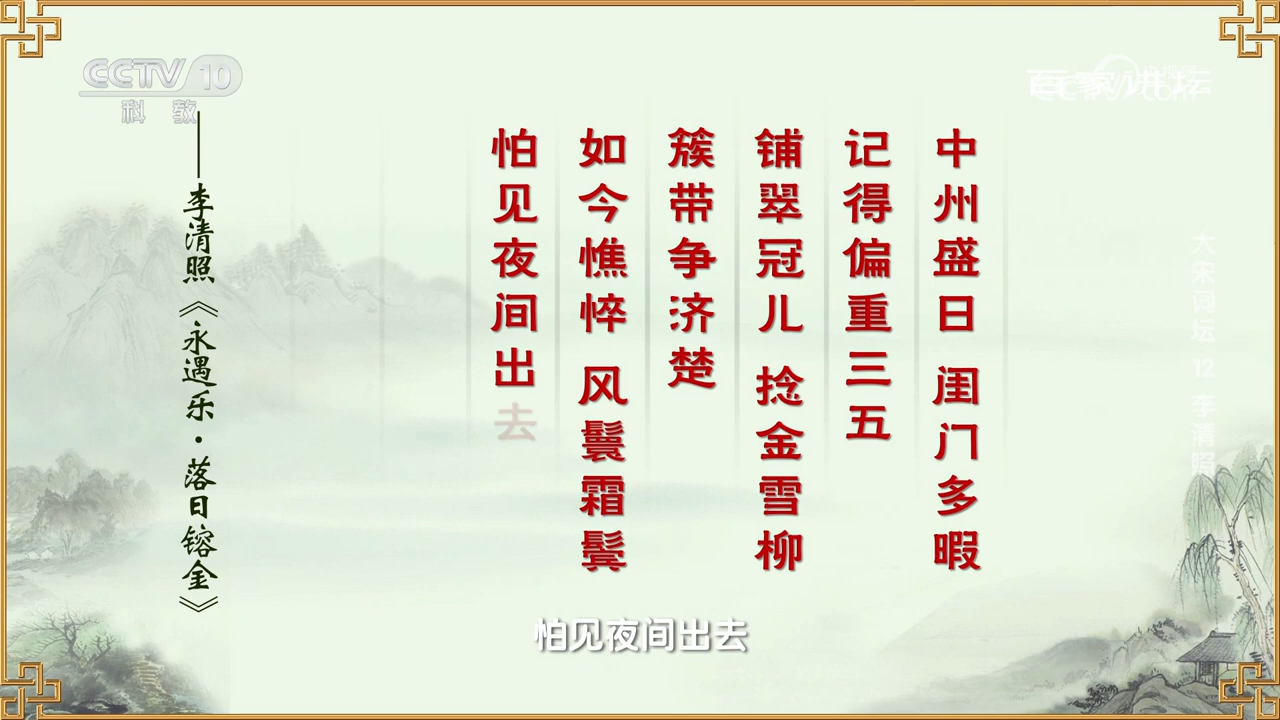 CCTV 10
科教
百家讲坛
中州盛日 闺门多暇
记得偏重三五
铺翠冠儿 捻金雪柳
簇带争济楚
如今憔悴 风鬟霜鬓
怕见夜间出去
——李清照《永遇乐·落日镕金》
大宋词坛 12 李清照
怕见夜间出去